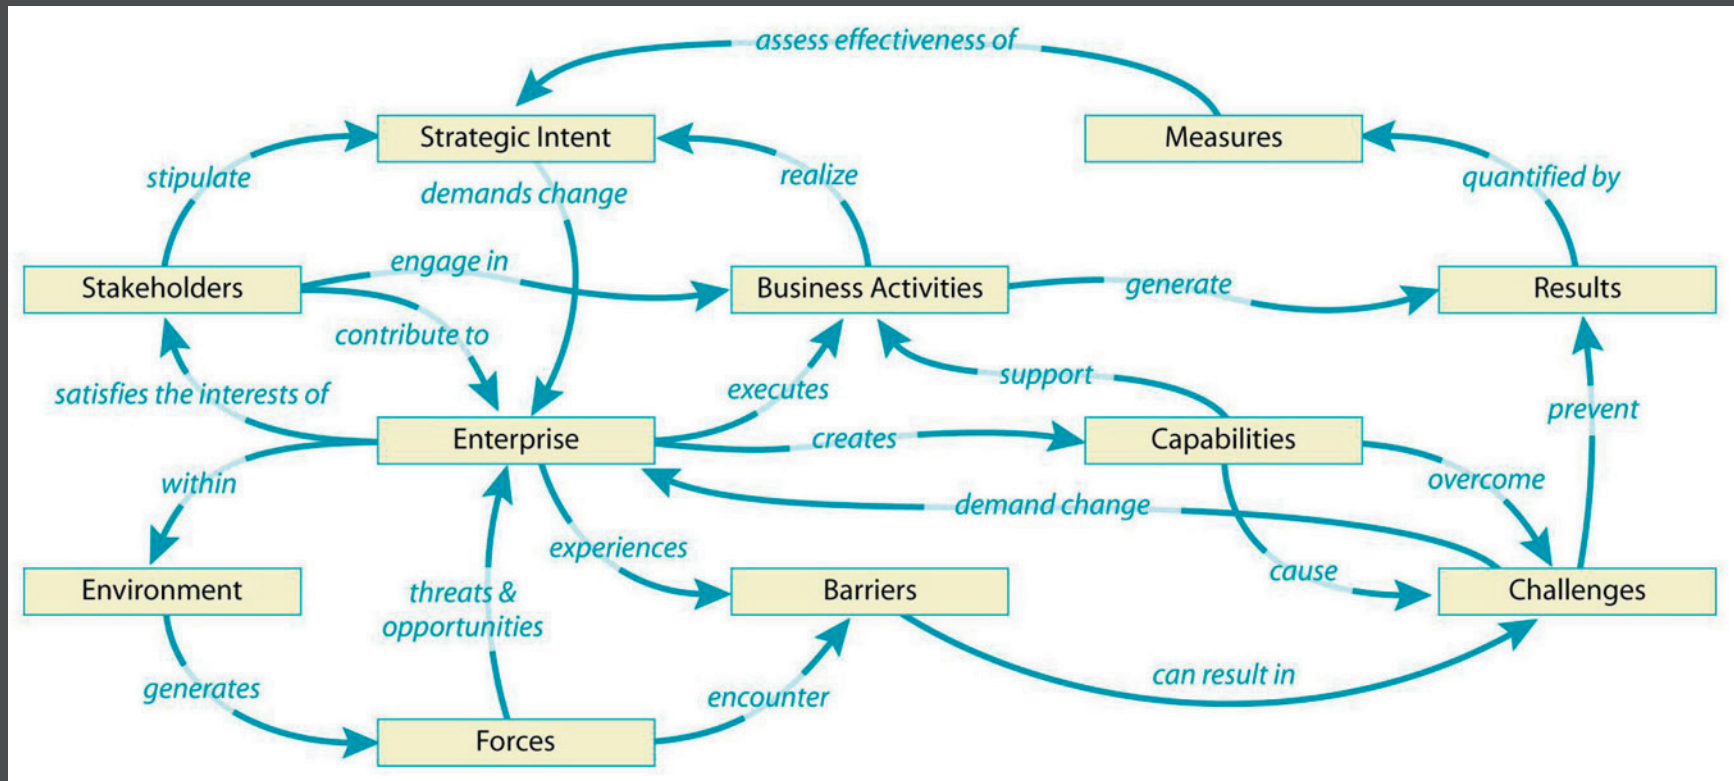 assess effectiveness of
Strategic Intent
Measures
stipulate
demands change
realize
quantified by
Stakeholders
engage in
Business Activities
generate
Results
contribute to
satisfies the interests of
executes
support
prevent
Enterprise
creates
Capabilities
within
overcome
demand change
experiences
cause
Environment
threats &
opportunities
Barriers
Challenges
generates
encounter
can result in
Forces